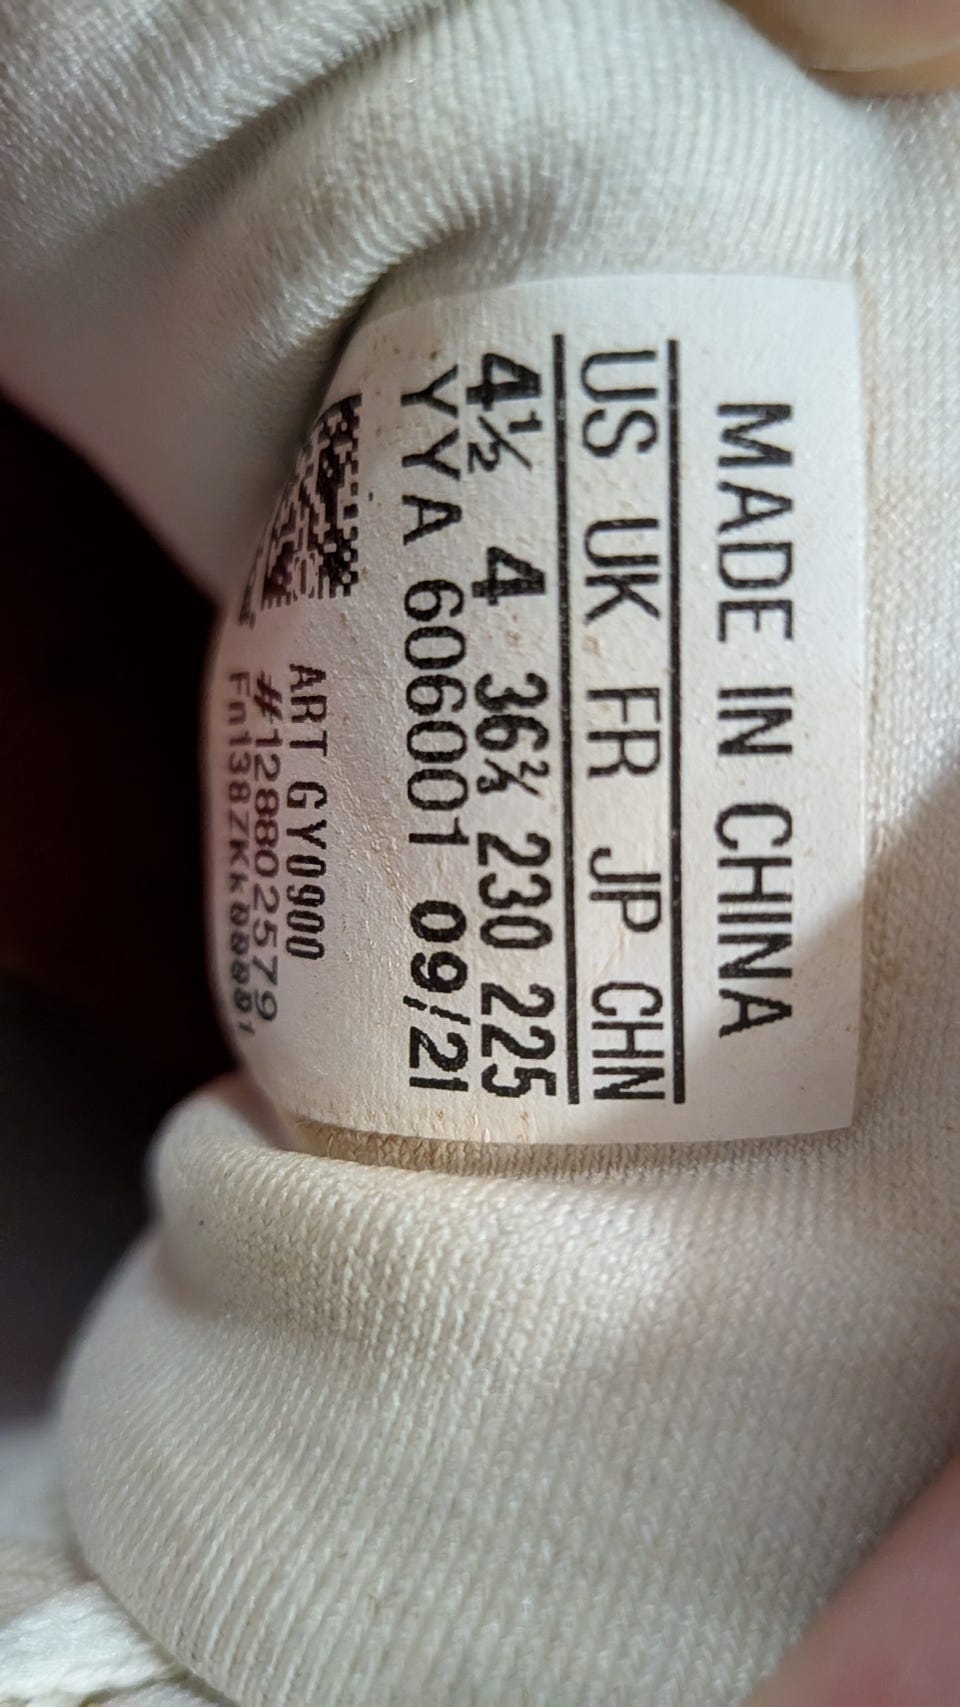 MADE IN CHINA
US UK FR JP CHN
4½ 4 36⅔ 230 225
YYA 606001 09/21
ART GY0900
#128802579